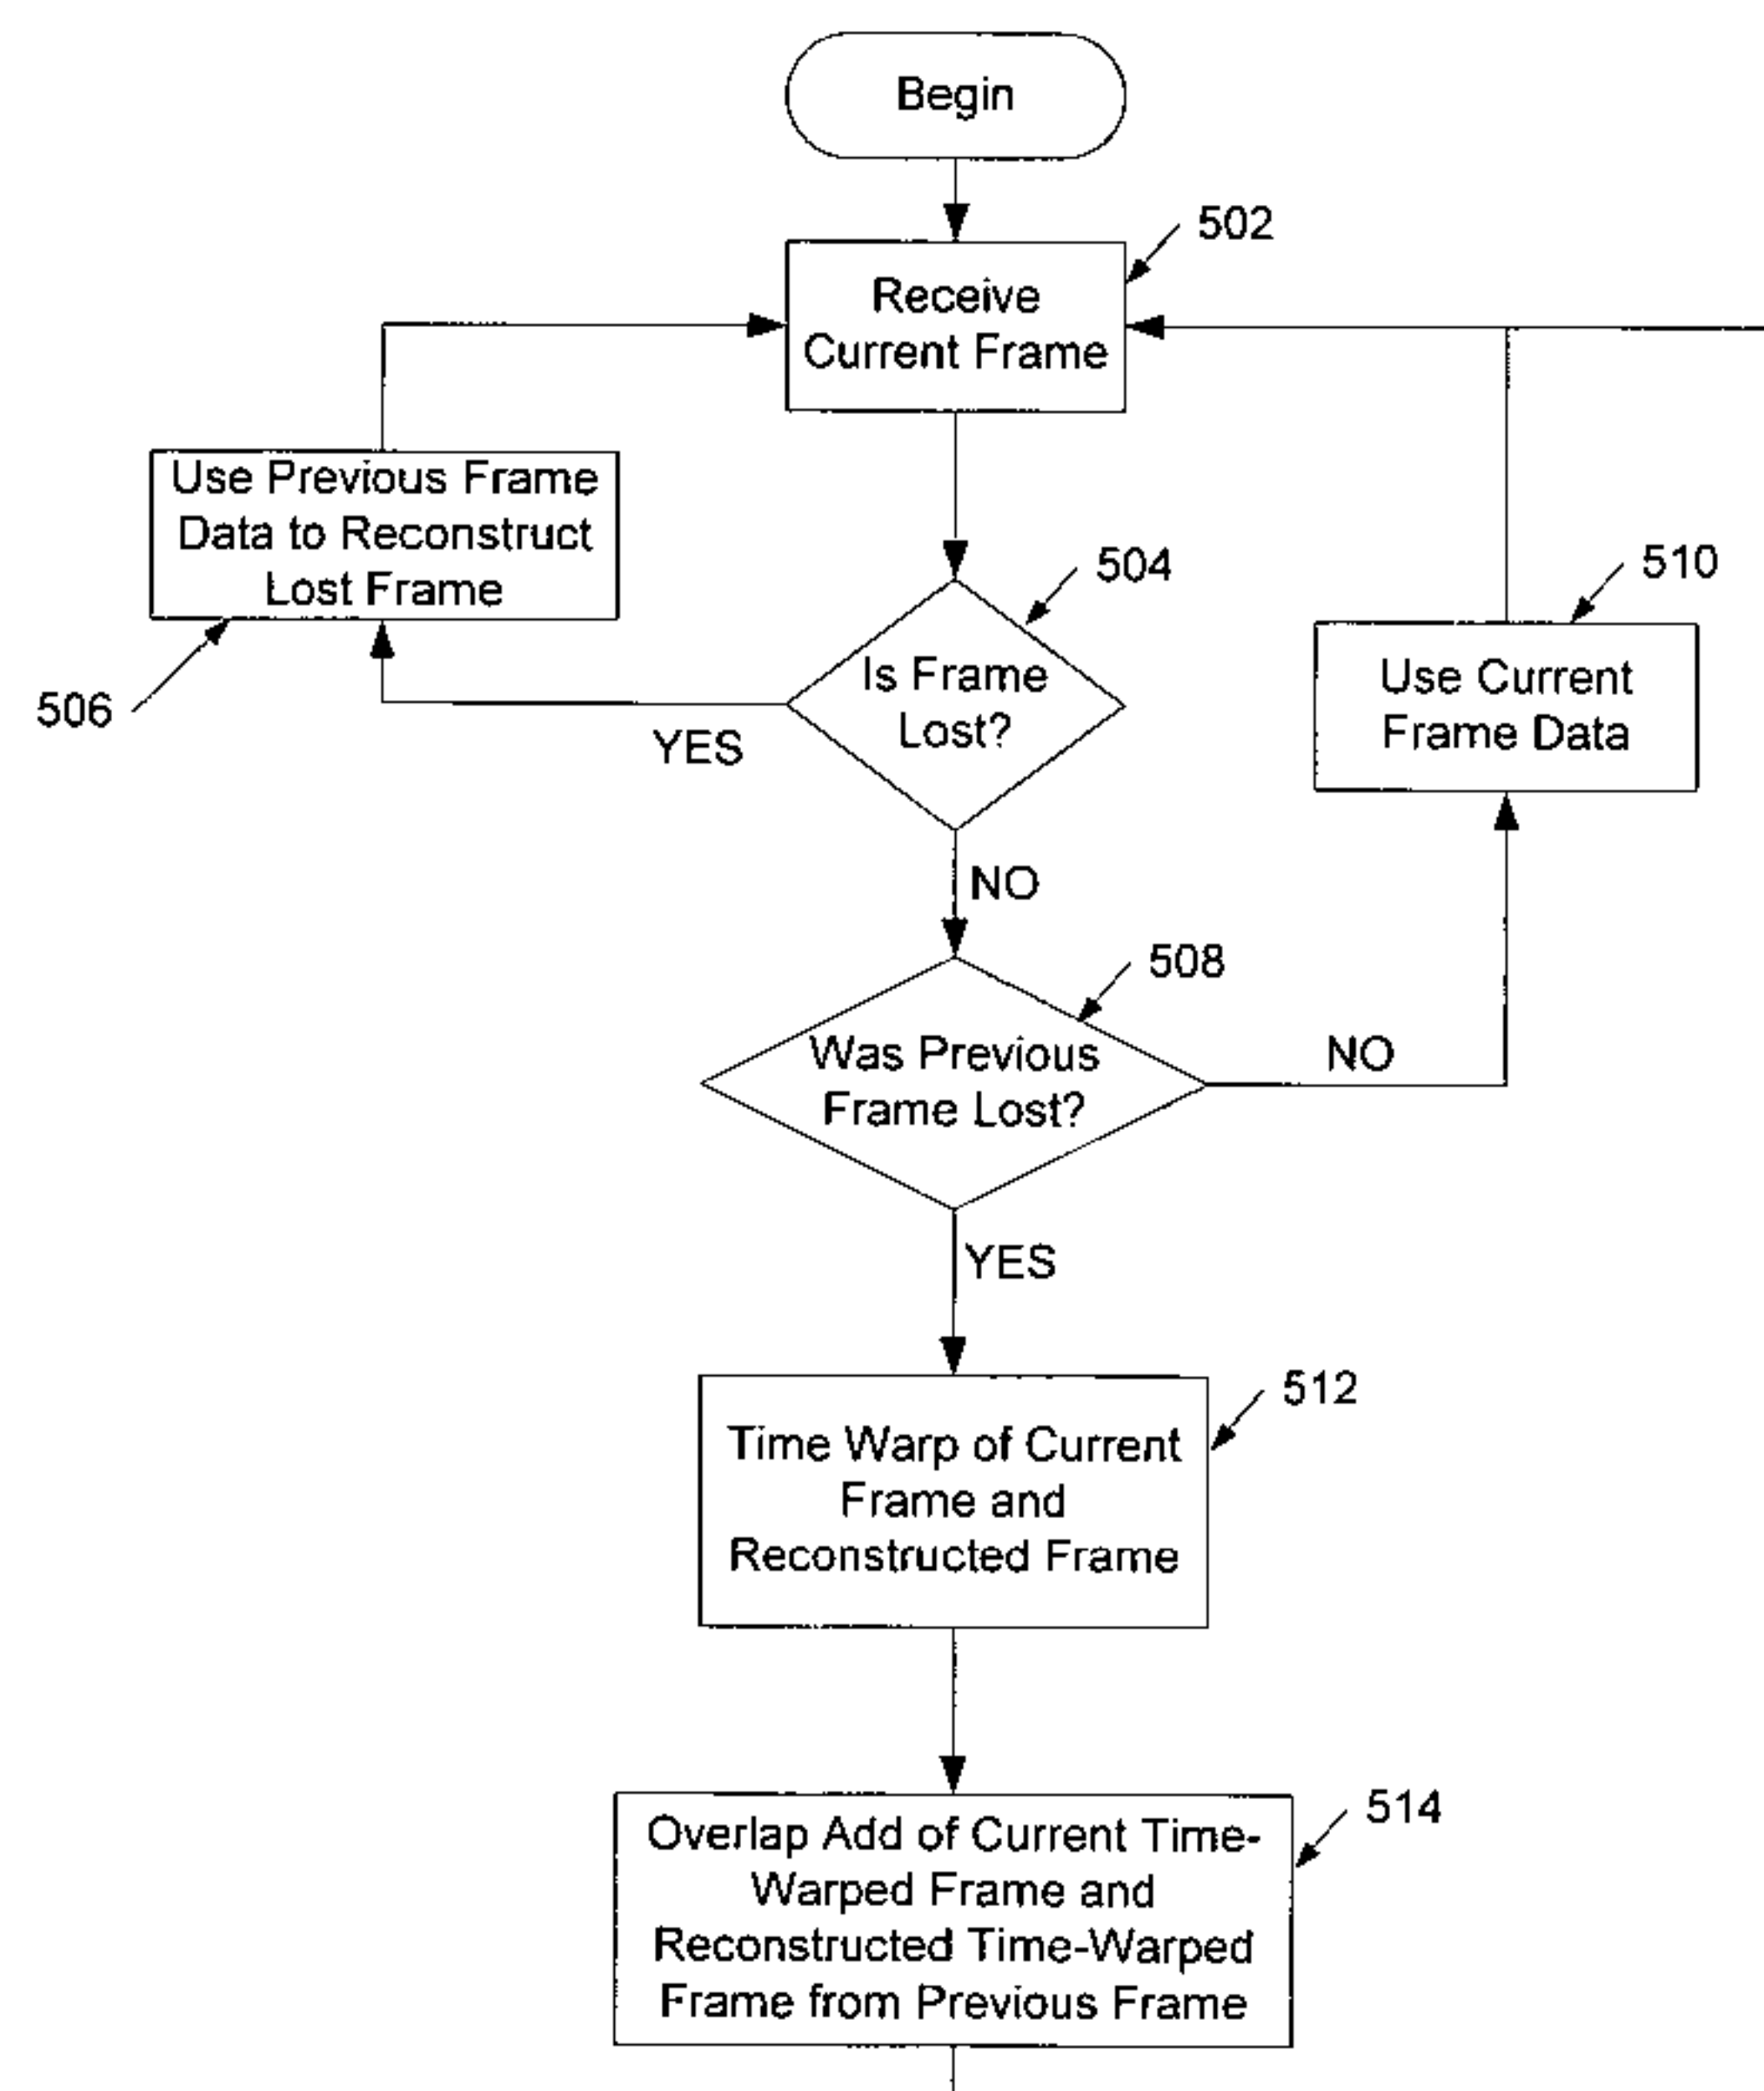 Begin
502
Receive
Current Frame
Use Previous Frame
Data to Reconstruct
Lost Frame
506
504
Is Frame
Lost?
YES
510
Use Current
Frame Data
NO
508
Was Previous
Frame Lost?
NO
YES
512
Time Warp of Current
Frame and
Reconstructed Frame
514
Overlap Add of Current Time-
Warped Frame and
Reconstructed Time-Warped
Frame from Previous Frame